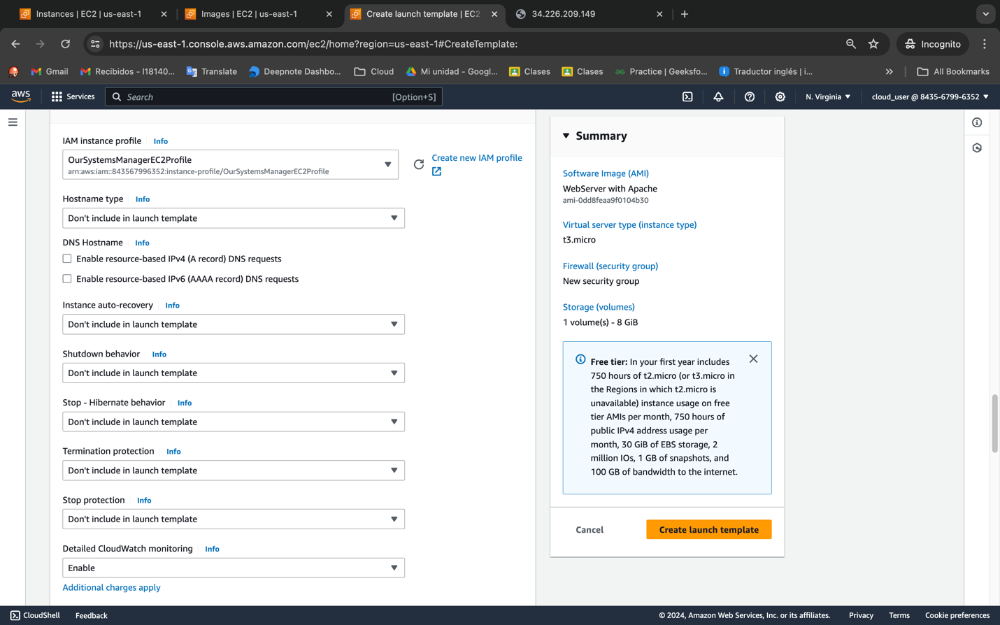 Instances | EC2 | us-east-1
Images | EC2 | us-east-1
Create launch template | EC2
34.226.209.149
https://us-east-1.console.aws.amazon.com/ec2/home?region=us-east-1#CreateTemplate:
Incognito
Gmail
Recibidos - l18140...
Translate
Deepnote Dashbo...
Cloud
Mi unidad - Googl...
Clases
Clases
Practice | Geeksfo...
Traductor inglés | i...
All Bookmarks
aws
Services
Search
[Option+S]
N. Virginia
cloud_user @ 8435-6799-6352
IAM instance profile Info
OurSystemsManagerEC2Profile
arn:aws:iam::843567996352:instance-profile/OurSystemsManagerEC2Profile
Create new IAM profile
Hostname type Info
Don't include in launch template
DNS Hostname Info
Enable resource-based IPv4 (A record) DNS requests
Enable resource-based IPv6 (AAAA record) DNS requests
Instance auto-recovery Info
Don't include in launch template
Shutdown behavior Info
Don't include in launch template
Stop - Hibernate behavior Info
Don't include in launch template
Termination protection Info
Don't include in launch template
Stop protection Info
Don't include in launch template
Detailed CloudWatch monitoring Info
Enable
Additional charges apply
Summary
Software Image (AMI)
WebServer with Apache
ami-0dd8feaa9f0104b30
Virtual server type (instance type)
t3.micro
Firewall (security group)
New security group
Storage (volumes)
1 volume(s) - 8 GiB
Free tier: In your first year includes
750 hours of t2.micro (or t3.micro in
the Regions in which t2.micro is
unavailable) instance usage on free
tier AMIs per month, 750 hours of
public IPv4 address usage per
month, 30 GiB of EBS storage, 2
million IOs, 1 GB of snapshots, and
100 GB of bandwidth to the internet.
Cancel
Create launch template
CloudShell
Feedback
© 2024, Amazon Web Services, Inc. or its affiliates.
Privacy
Terms
Cookie preferences